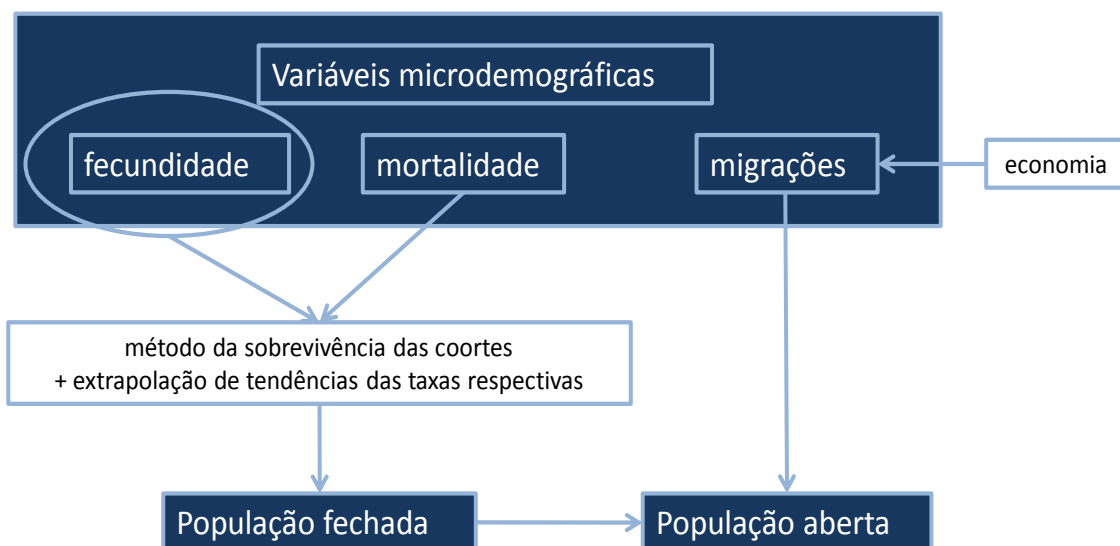 Variáveis microdemográficas
fecundidade
mortalidade
migrações
economia
método da sobrevivência das coortes
+ extrapolação de tendências das taxas respectivas
População fechada
População aberta